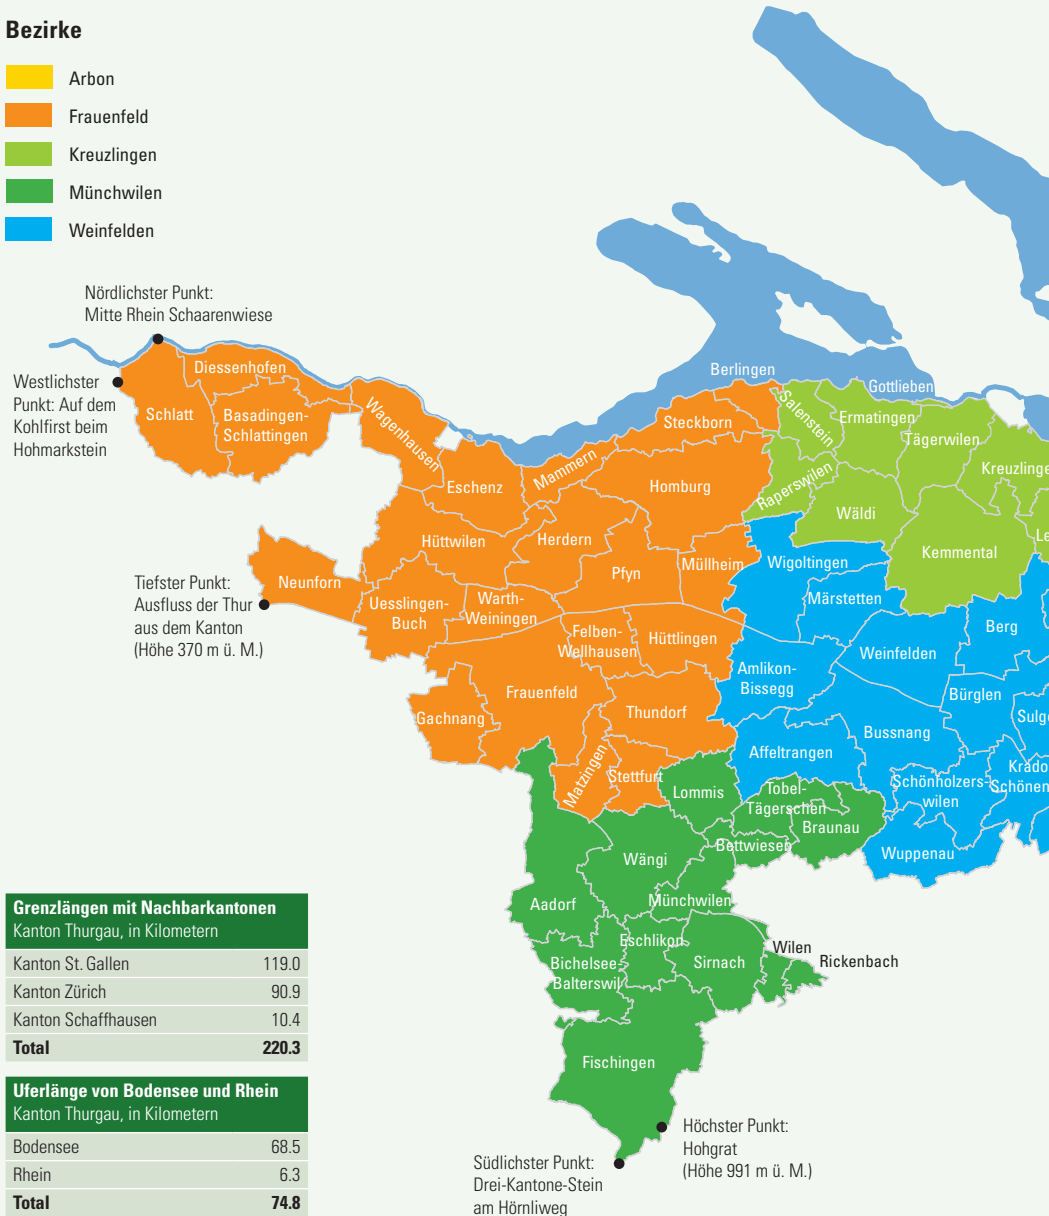 Bezirke
Arbon
Frauenfeld
Kreuzlingen
Münchwilen
Weinfelden
Nördlichster Punkt:
Mitte Rhein Schaarenwiese
Westlichster
Punkt: Auf dem
Kohlfirst beim
Hohmarkstein
Diessenhofen
Schlatt
Basadingen-
Schlattingen
Wagenhausen
Berlingen
Gottlieben
Steckborn
Salenstein
Ermatingen
Tägerwilen
Mammern
Eschenz
Homburg
Raperswilen
Kreuzlinge
Wäldi
Hüttwilen
Herdern
Le
Kemmental
Müllheim
Wigoltingen
Pfyn
Tiefster Punkt:
Ausfluss der Thur
aus dem Kanton
(Höhe 370 m ü. M.)
Neunforn
Uesslingen-
Buch
Warth-
Weiningen
Märstetten
Felben-
Wellhausen
Hüttlingen
Berg
Weinfelden
Amlikon-
Bissegg
Frauenfeld
Bürglen
Gachnang
Thundorf
Sulge
Bussnang
Affeltrangen
Matzingen
Stettfurt
Lommis
Tobel-
Tägerschen
Schönholzers-
wilen
Krado
Schönen
Braunau
Bettwiesen
Wuppenau
Wängi
Aadorf
Münchwilen
Eschlikon
Bichelsee-
Balterswil
Sirnach
Wilen
Rickenbach
Fischingen
Höchster Punkt:
Hohgrat
(Höhe 991 m ü. M.)
Südlichster Punkt:
Drei-Kantone-Stein
am Hörnliweg
Grenzlängen mit Nachbarkantonen
Kanton Thurgau, in Kilometern
Kanton St. Gallen 119.0
Kanton Zürich 90.9
Kanton Schaffhausen 10.4
Total 220.3
Uferlänge von Bodensee und Rhein
Kanton Thurgau, in Kilometern
Bodensee 68.5
Rhein 6.3
Total 74.8